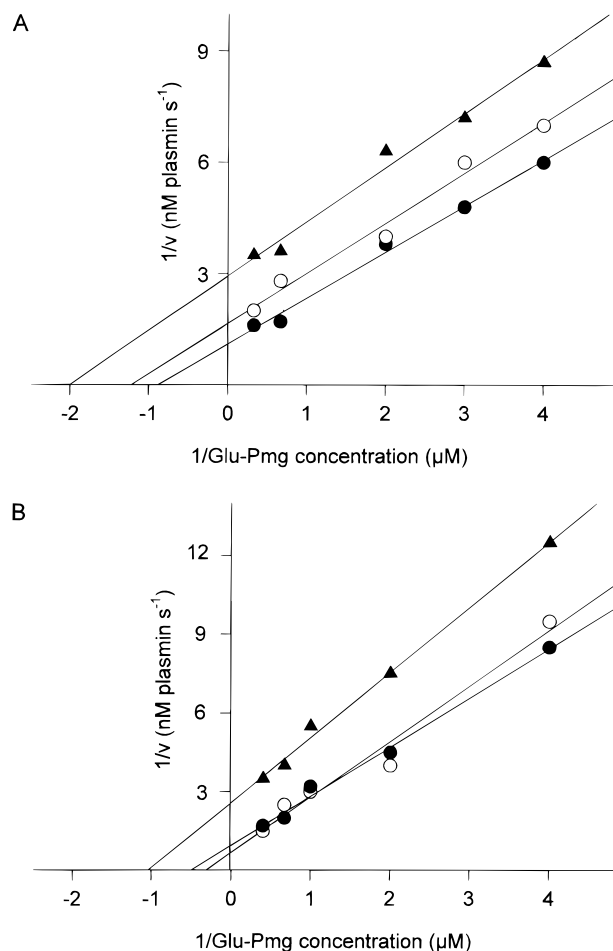 A
9
6
3
1/v (nM plasmin s⁻¹)
-2 -1 0 1 2 3 4
1/Glu-Pmg concentration (µM)
B
12
9
6
3
1/v (nM plasmin s⁻¹)
-2 -1 0 1 2 3 4
1/Glu-Pmg concentration (µM)